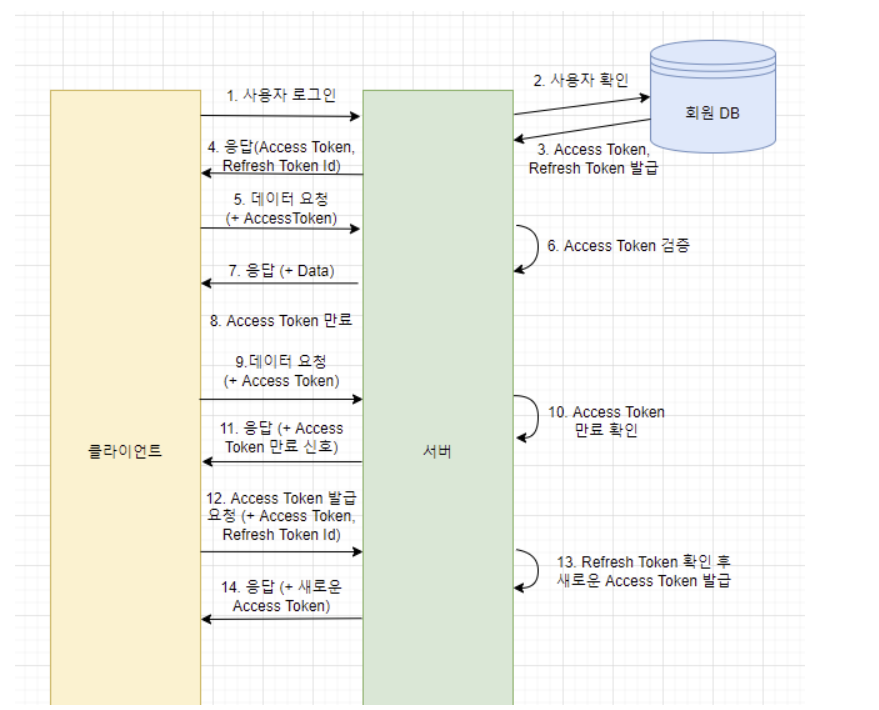 1. 사용자 로그인
2. 사용자 확인
회원 DB
4. 응답(Access Token,
Refresh Token Id)
3. Access Token,
Refresh Token 발급
5. 데이터 요청
(+ AccessToken)
6. Access Token 검증
7. 응답 (+ Data)
8. Access Token 만료
9.데이터 요청
(+ Access Token)
10. Access Token
만료 확인
11. 응답 (+ Access
Token 만료 신호)
클라이언트
서버
12. Access Token 발급
요청 (+ Access Token,
Refresh Token Id)
13. Refresh Token 확인 후
새로운 Access Token 발급
14. 응답 (+ 새로운
Access Token)